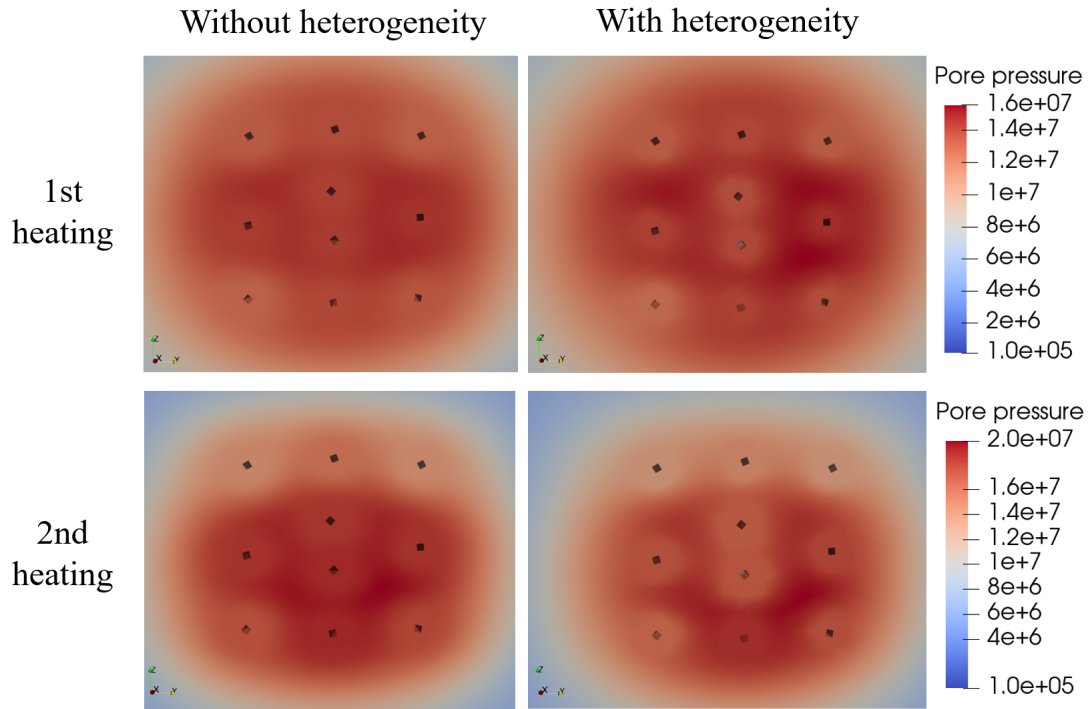 Without heterogeneity
With heterogeneity
1st
heating
Z
X
Y
Z
X
Y
Pore pressure
1.6e+07
1.4e+7
1.2e+7
1e+7
8e+6
6e+6
4e+6
2e+6
1.0e+05
2nd
heating
Z
X
Y
Z
X
Y
Pore pressure
2.0e+07
1.6e+7
1.4e+7
1.2e+7
1e+7
8e+6
6e+6
4e+6
1.0e+05